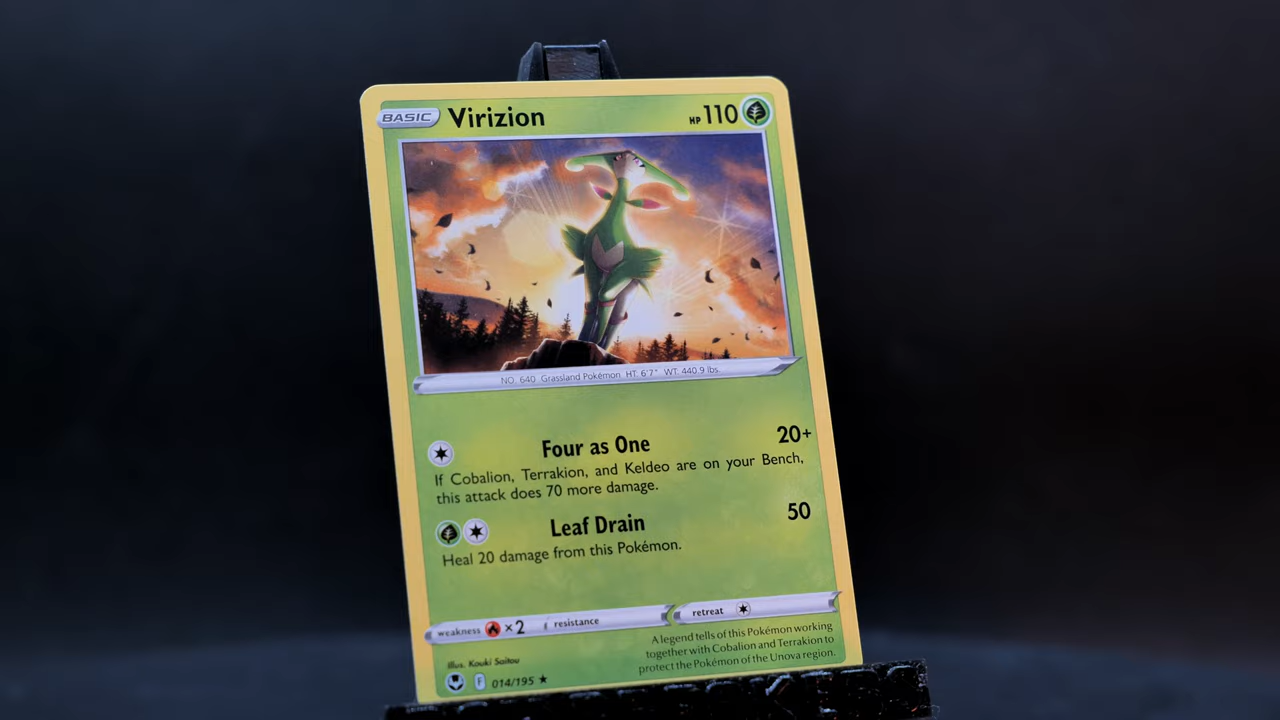 BASIC Virizion HP 110
NO. 640 Grassland Pokémon HT. 6'7" WT. 440.9 lbs.
Four as One 20+
If Cobalion, Terrakion, and Keldeo are on your Bench,
this attack does 70 more damage.
Leaf Drain 50
Heal 20 damage from this Pokémon.
weakness ×2 resistance retreat
A legend tells of this Pokémon working
together with Cobalion and Terrakion to
protect the Pokémon of the Unova region.
Illus. Kouki Saitou
F 014/195 ★